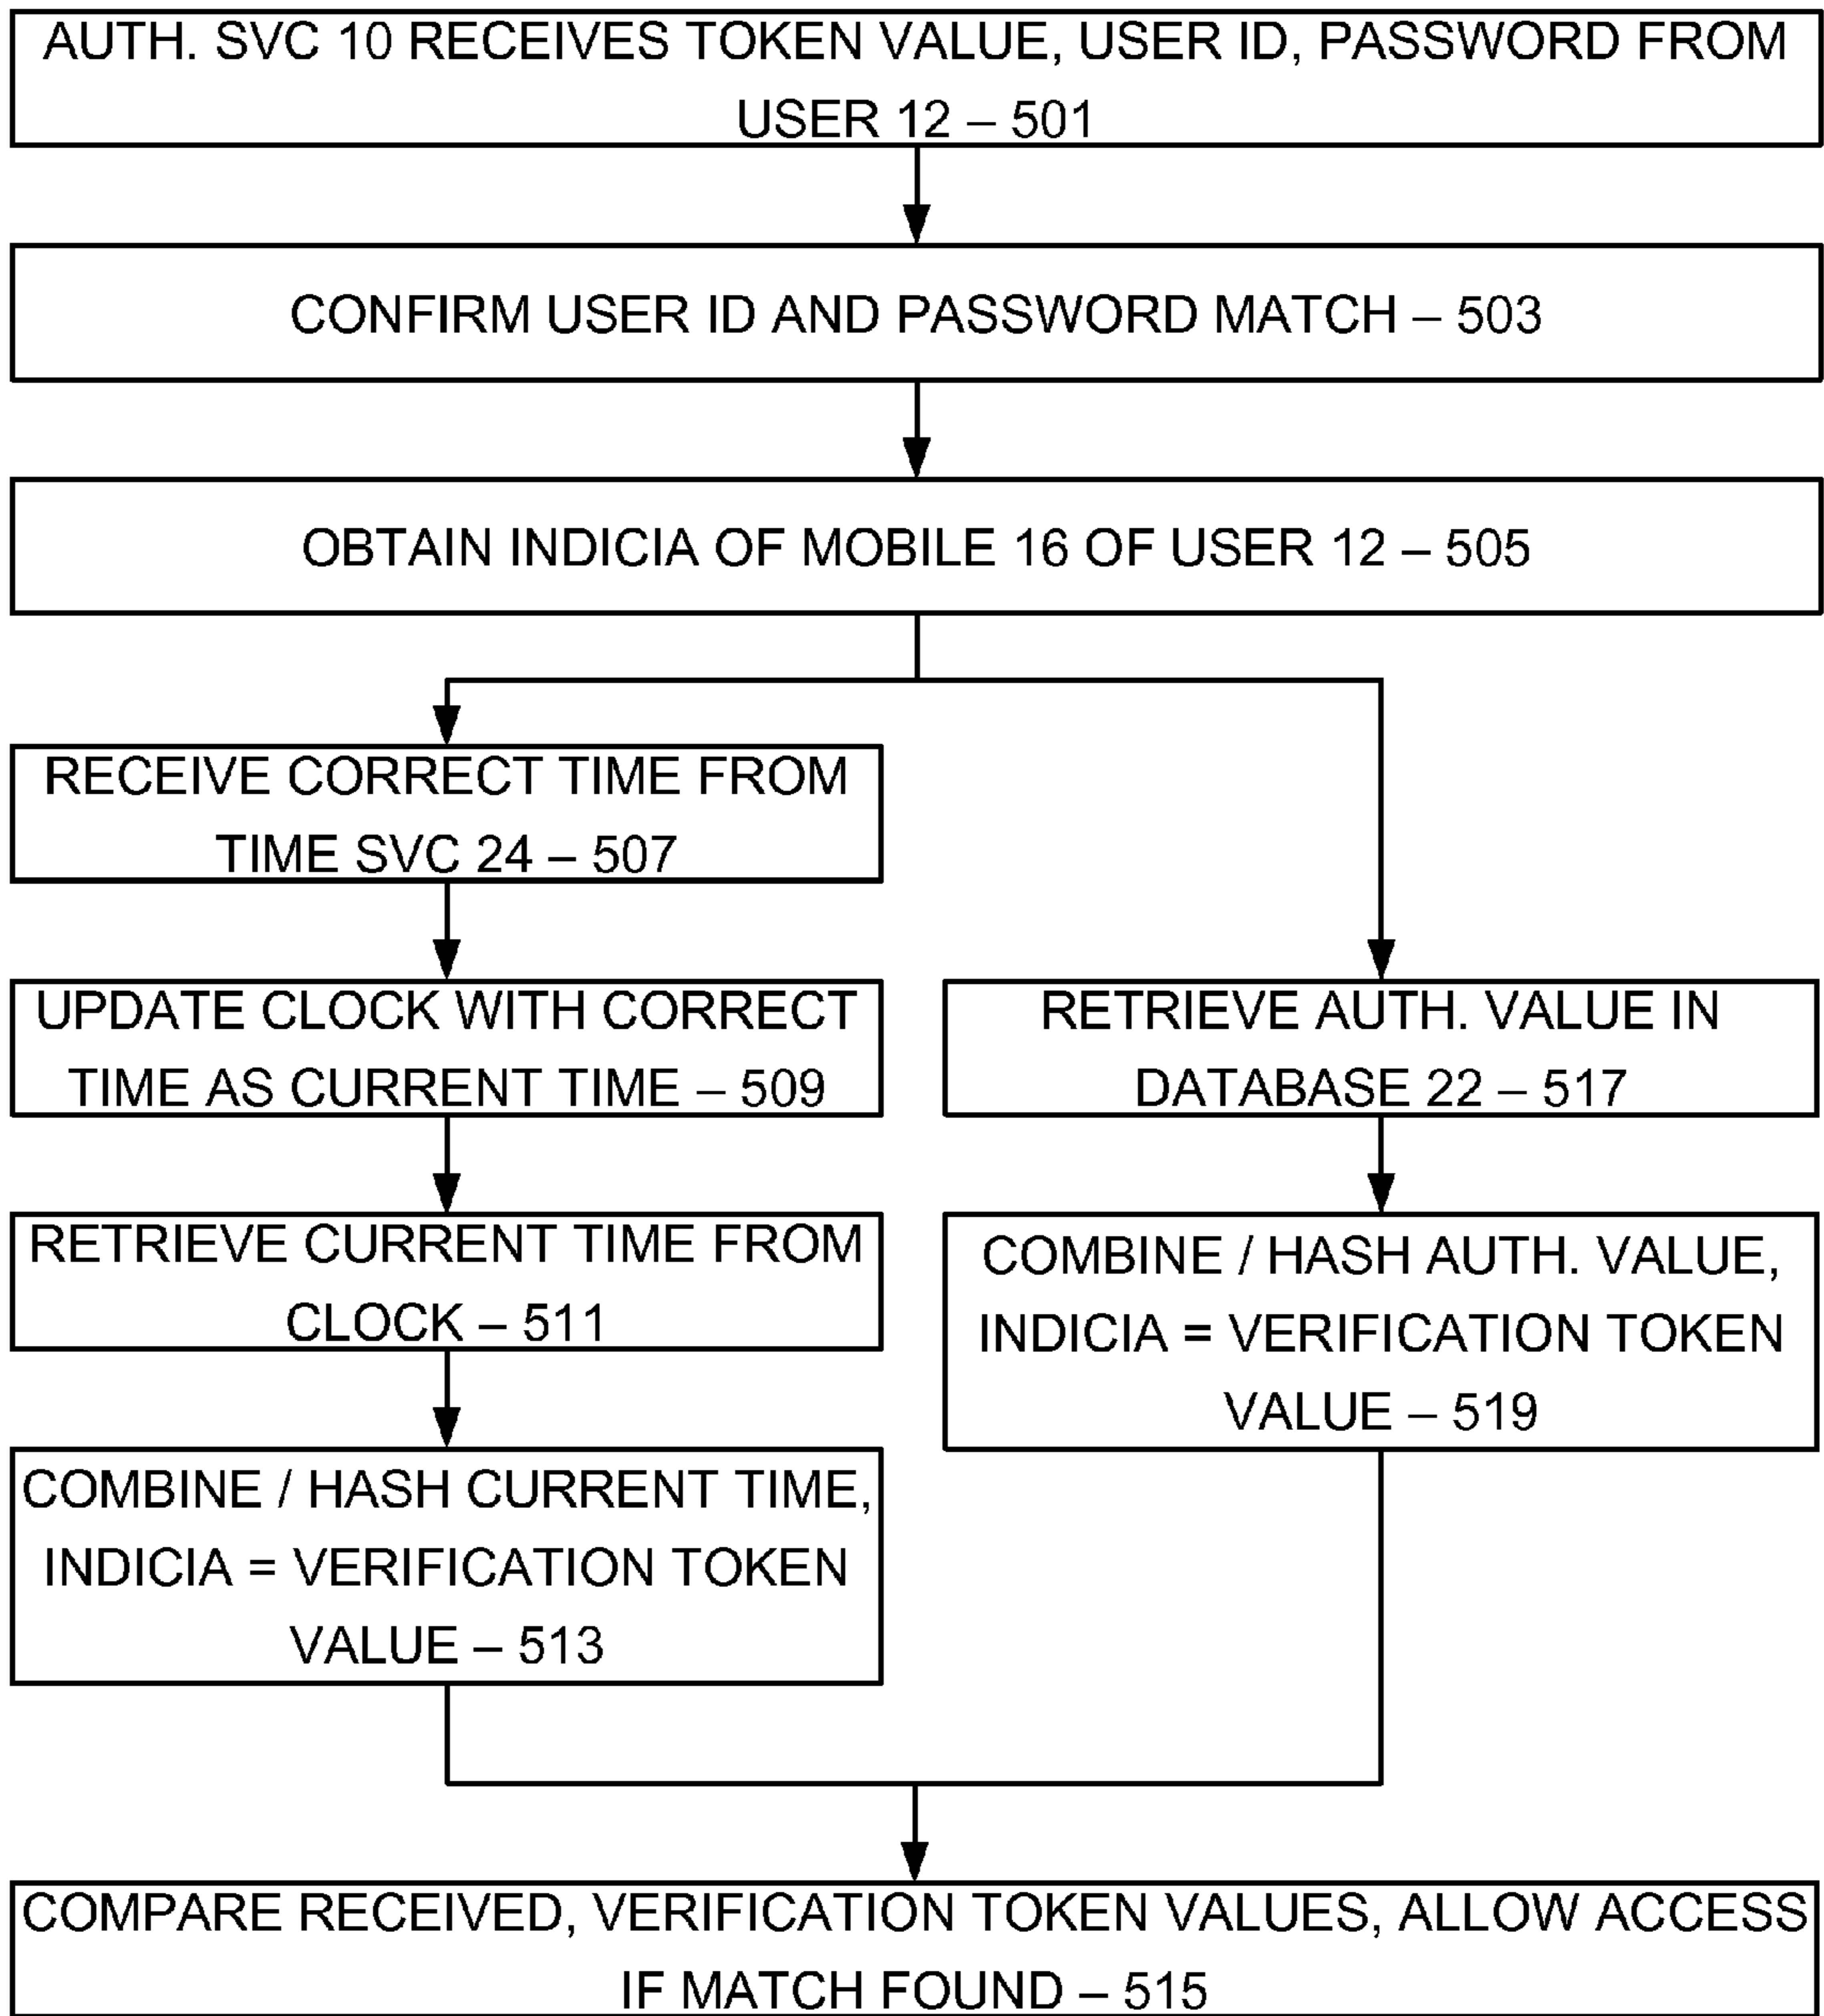 AUTH. SVC 10 RECEIVES TOKEN VALUE, USER ID, PASSWORD FROM
USER 12 – 501
CONFIRM USER ID AND PASSWORD MATCH – 503
OBTAIN INDICIA OF MOBILE 16 OF USER 12 – 505
RECEIVE CORRECT TIME FROM
TIME SVC 24 – 507
UPDATE CLOCK WITH CORRECT
TIME AS CURRENT TIME – 509
RETRIEVE CURRENT TIME FROM
CLOCK – 511
COMBINE / HASH CURRENT TIME,
INDICIA = VERIFICATION TOKEN
VALUE – 513
RETRIEVE AUTH. VALUE IN
DATABASE 22 – 517
COMBINE / HASH AUTH. VALUE,
INDICIA = VERIFICATION TOKEN
VALUE – 519
COMPARE RECEIVED, VERIFICATION TOKEN VALUES, ALLOW ACCESS
IF MATCH FOUND – 515